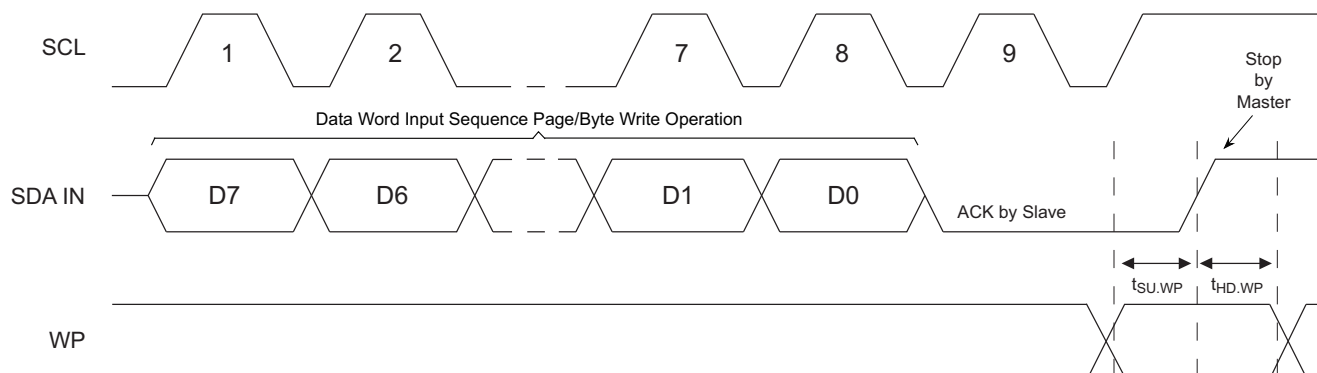 SCL
1
2
7
8
9
Stop
by
Master
Data Word Input Sequence Page/Byte Write Operation
SDA IN
D7
D6
D1
D0
ACK by Slave
tSU.WP
tHD.WP
WP